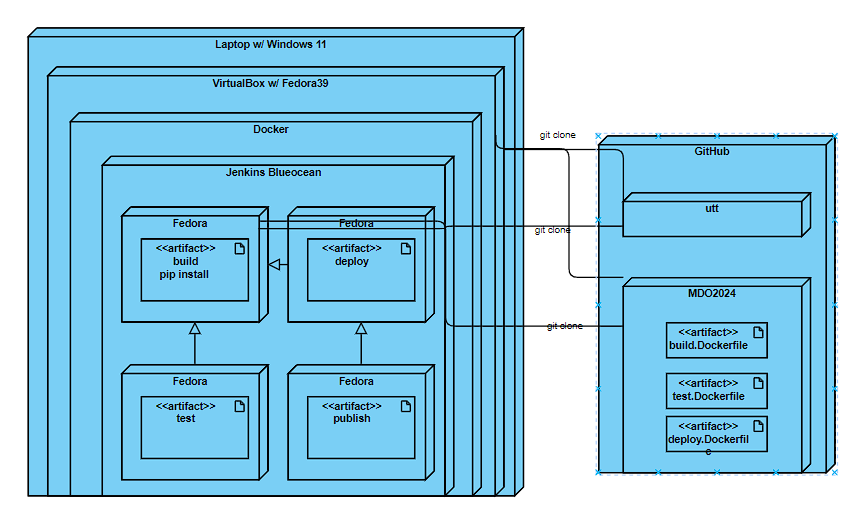 Laptop w/ Windows 11
VirtualBox w/ Fedora39
Docker
Jenkins Blueocean
Fedora
<<artifact>>
build
pip install
Fedora
<<artifact>>
deploy
Fedora
<<artifact>>
test
Fedora
<<artifact>>
publish
git clone
git clone
git clone
GitHub
utt
MDO2024
<<artifact>>
build.Dockerfile
<<artifact>>
test.Dockerfile
<<artifact>>
deploy.Dockerfil
e